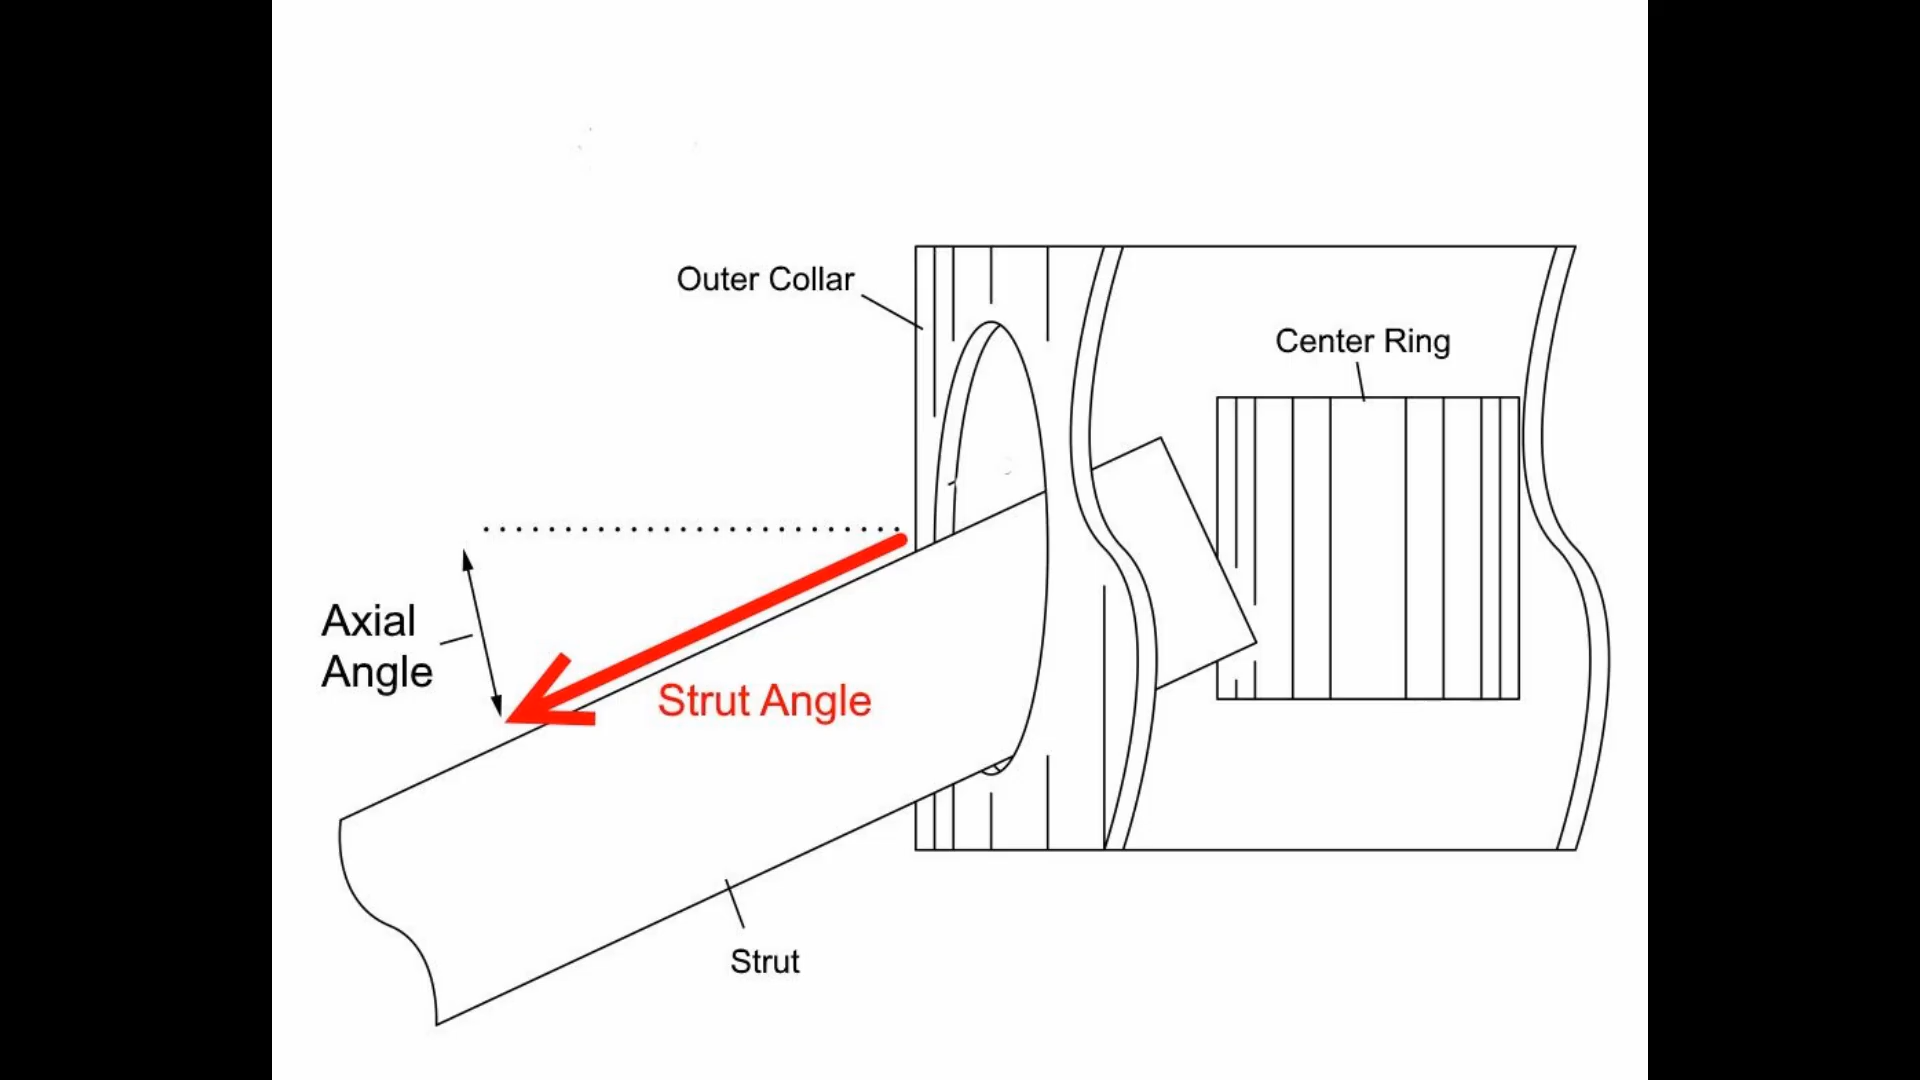 Outer Collar
Center Ring
Axial
Angle
Strut Angle
Strut